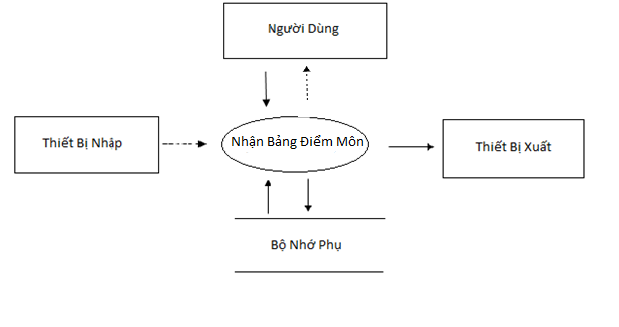 Người Dùng
Thiết Bị Nhập
Nhận Bảng Điểm Môn
Thiết Bị Xuất
Bộ Nhớ Phụ